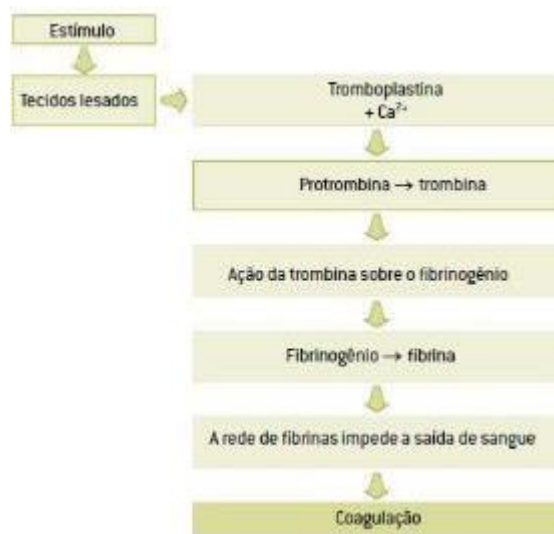 Estímulo
Tecidos lesados
Tromboplastina
+ Ca²⁺
Protrombina → trombina
Ação da trombina sobre o fibrinogênio
Fibrinogênio → fibrina
A rede de fibrinas impede a saída de sangue
Coagulação